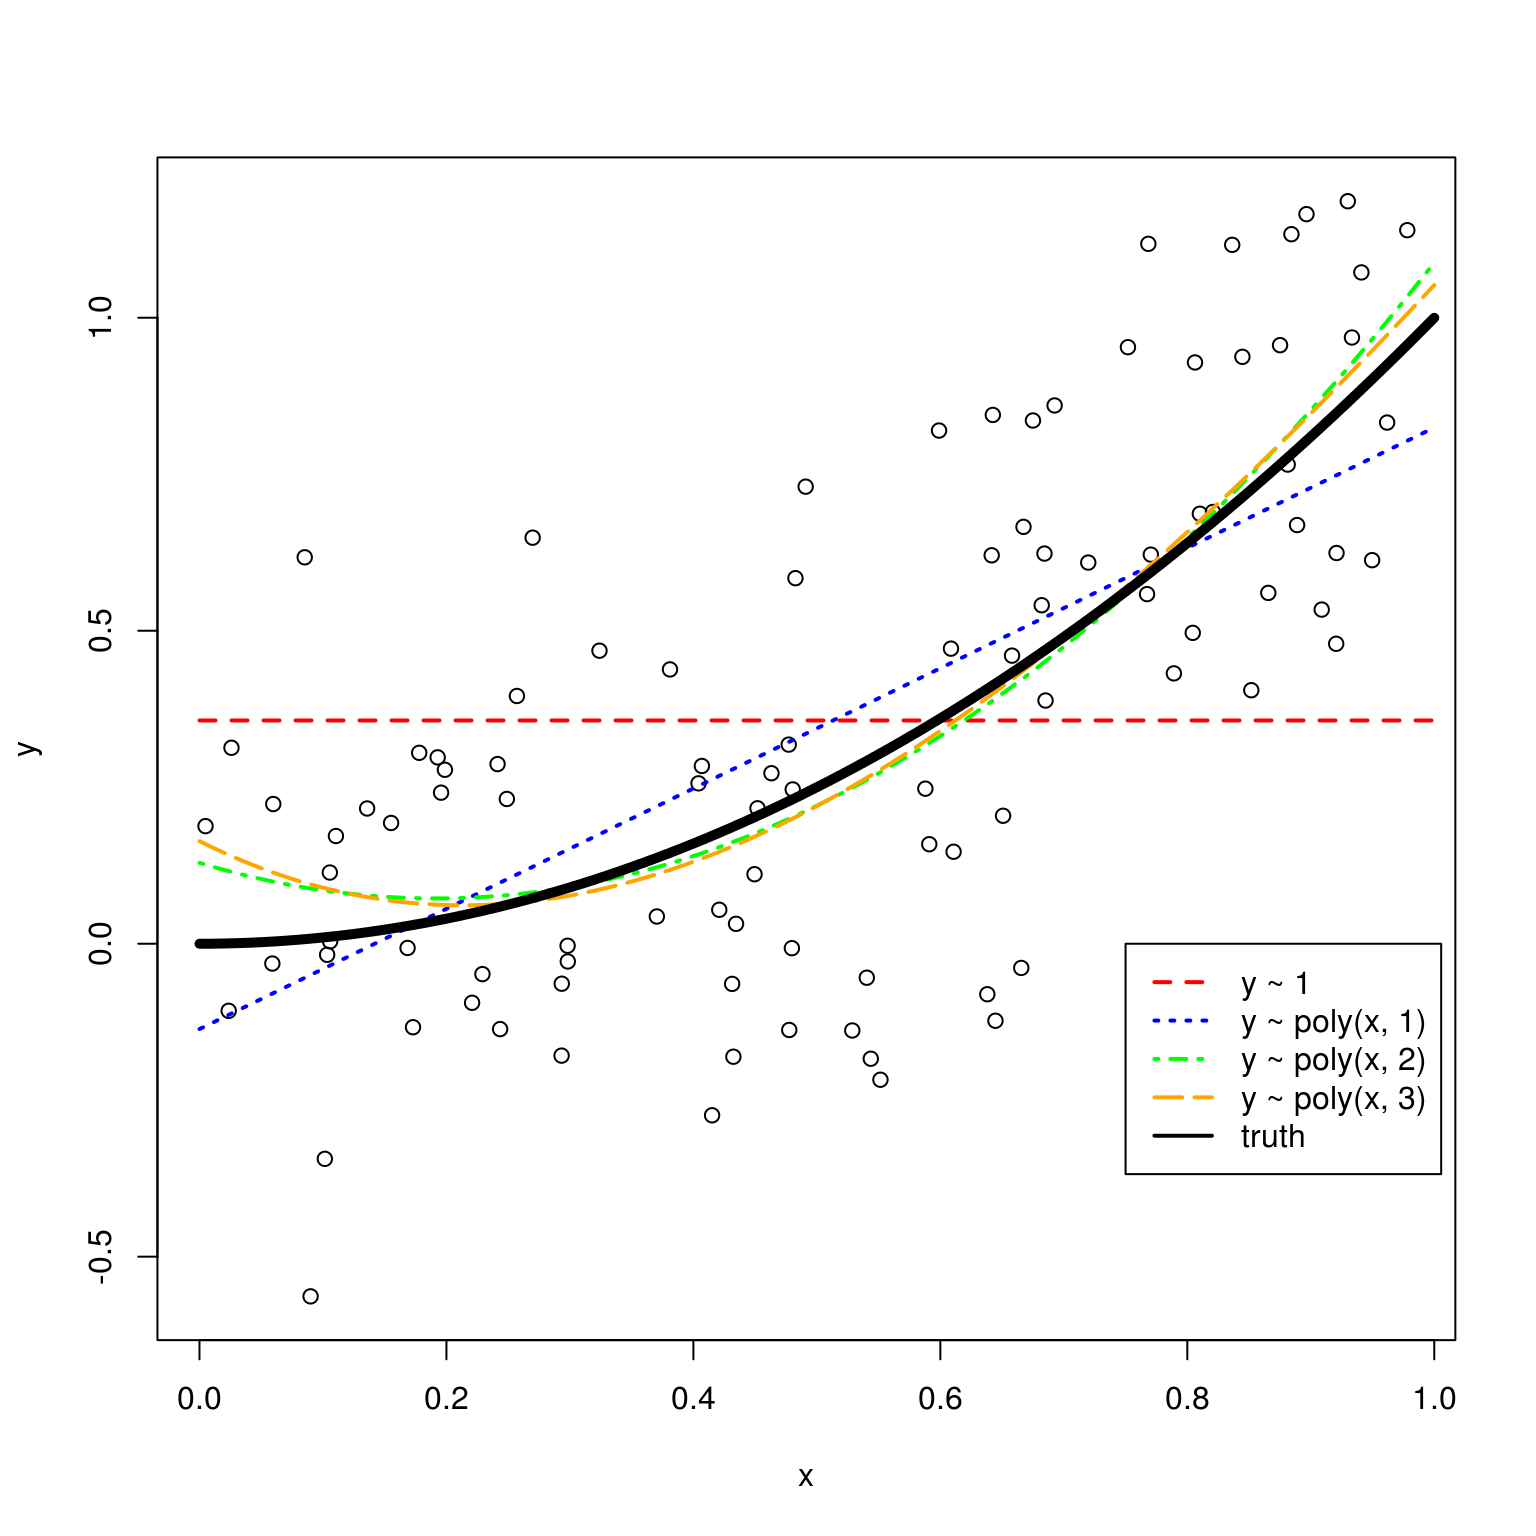 y
1.0
0.5
0.0
-0.5
y ~ 1
y ~ poly(x, 1)
y ~ poly(x, 2)
y ~ poly(x, 3)
truth
0.0 0.2 0.4 0.6 0.8 1.0
x